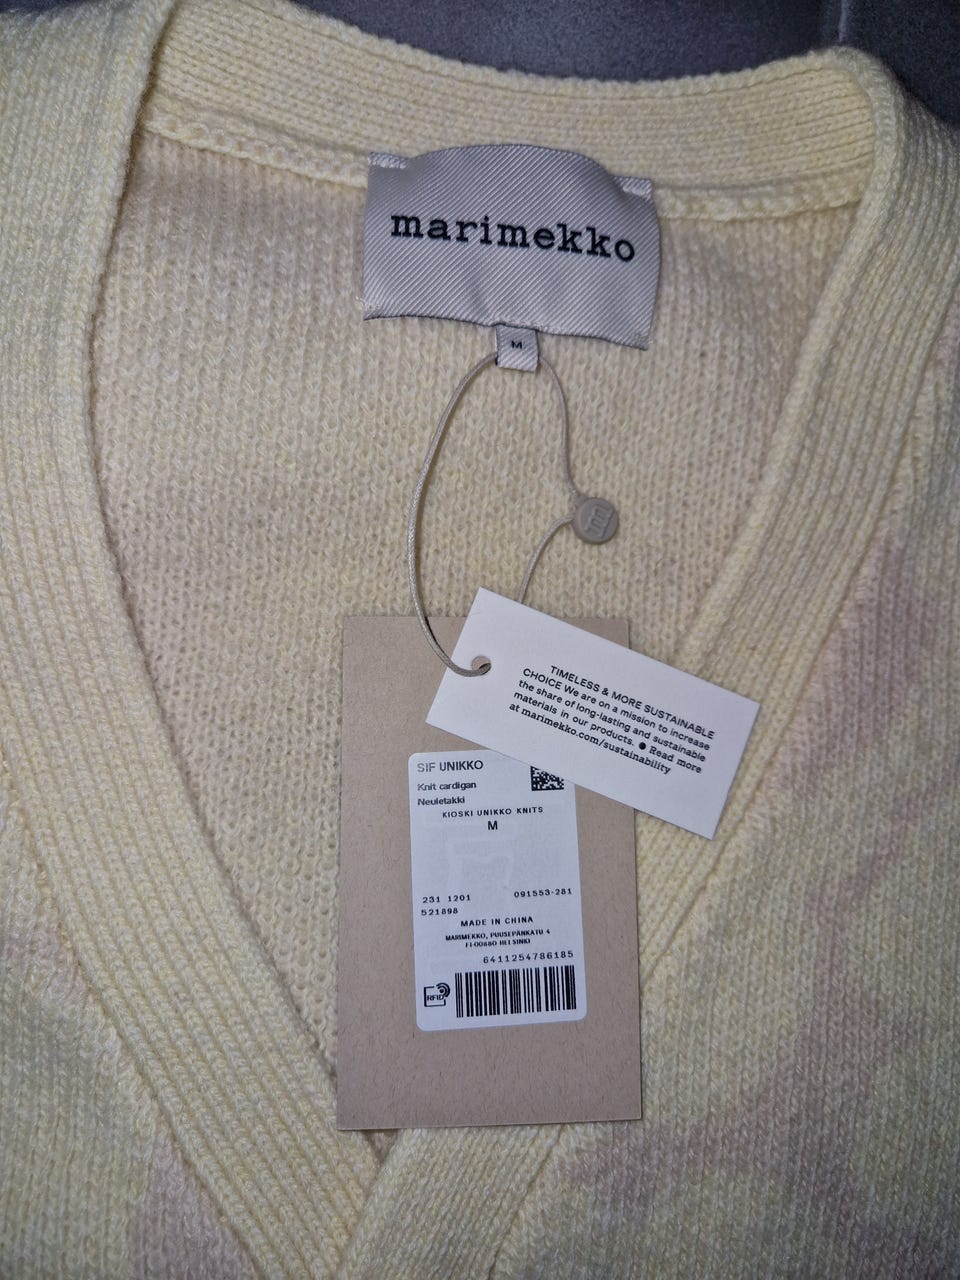 marimekko
M
TIMELESS & MORE SUSTAINABLE
CHOICE We are on a mission to increase
the share of long-lasting and sustainable
materials in our products. ● Read more
at marimekko.com/sustainability
SIF UNIKKO
Knit cardigan
Neuletakki
KIOSKI UNIKKO KNITS
M
231 1201 091553-281
521898
MADE IN CHINA
MARIMEKKO, PUUSEPÄNKATU 4
FI-00880 HELSINKI
6411254786185
RFID